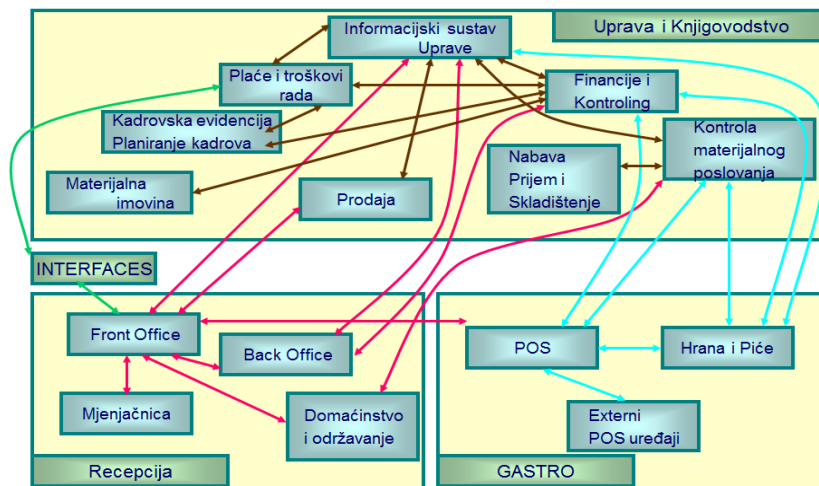 Informacijski sustav
Uprave
Uprava i Knjigovodstvo
Plaće i troškovi
rada
Financije i
Kontroling
Kadrovska evidencija
Planiranje kadrova
Kontrola
materijalnog
poslovanja
Nabava
Prijem i
Skladištenje
Materijalna
imovina
Prodaja
INTERFACES
Front Office
Back Office
POS
Hrana i Piće
Mjenjačnica
Domaćinstvo
i održavanje
Externi
POS uređaji
Recepcija
GASTRO